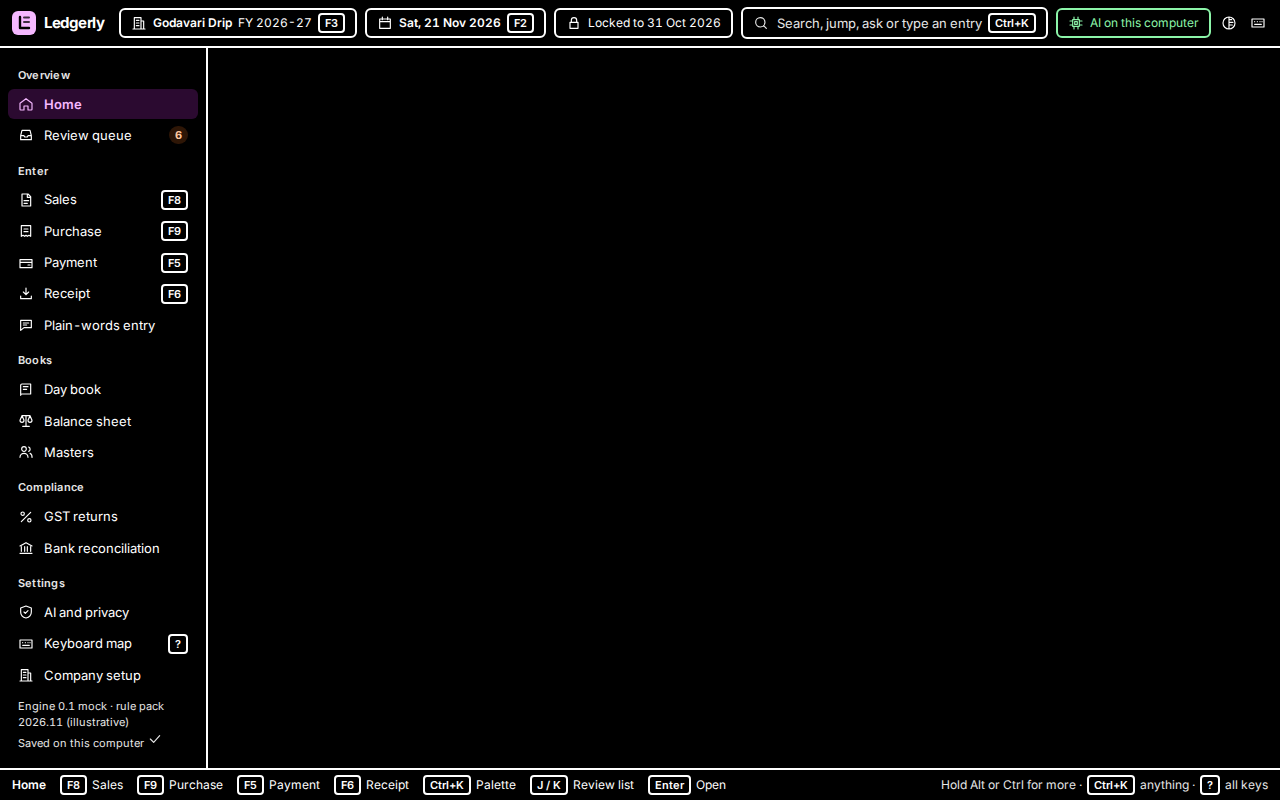 Ledgerly
Godavari Drip FY 2026-27 F3
Sat, 21 Nov 2026 F2
Locked to 31 Oct 2026
Search, jump, ask or type an entry Ctrl+K
AI on this computer
Overview
Home
Review queue 6
Enter
Sales F8
Purchase F9
Payment F5
Receipt F6
Plain-words entry
Books
Day book
Balance sheet
Masters
Compliance
GST returns
Bank reconciliation
Settings
AI and privacy
Keyboard map ?
Company setup
Engine 0.1 mock · rule pack
2026.11 (illustrative)
Saved on this computer
Home F8 Sales F9 Purchase F5 Payment F6 Receipt Ctrl+K Palette J / K Review list Enter Open
Hold Alt or Ctrl for more · Ctrl+K anything · ? all keys